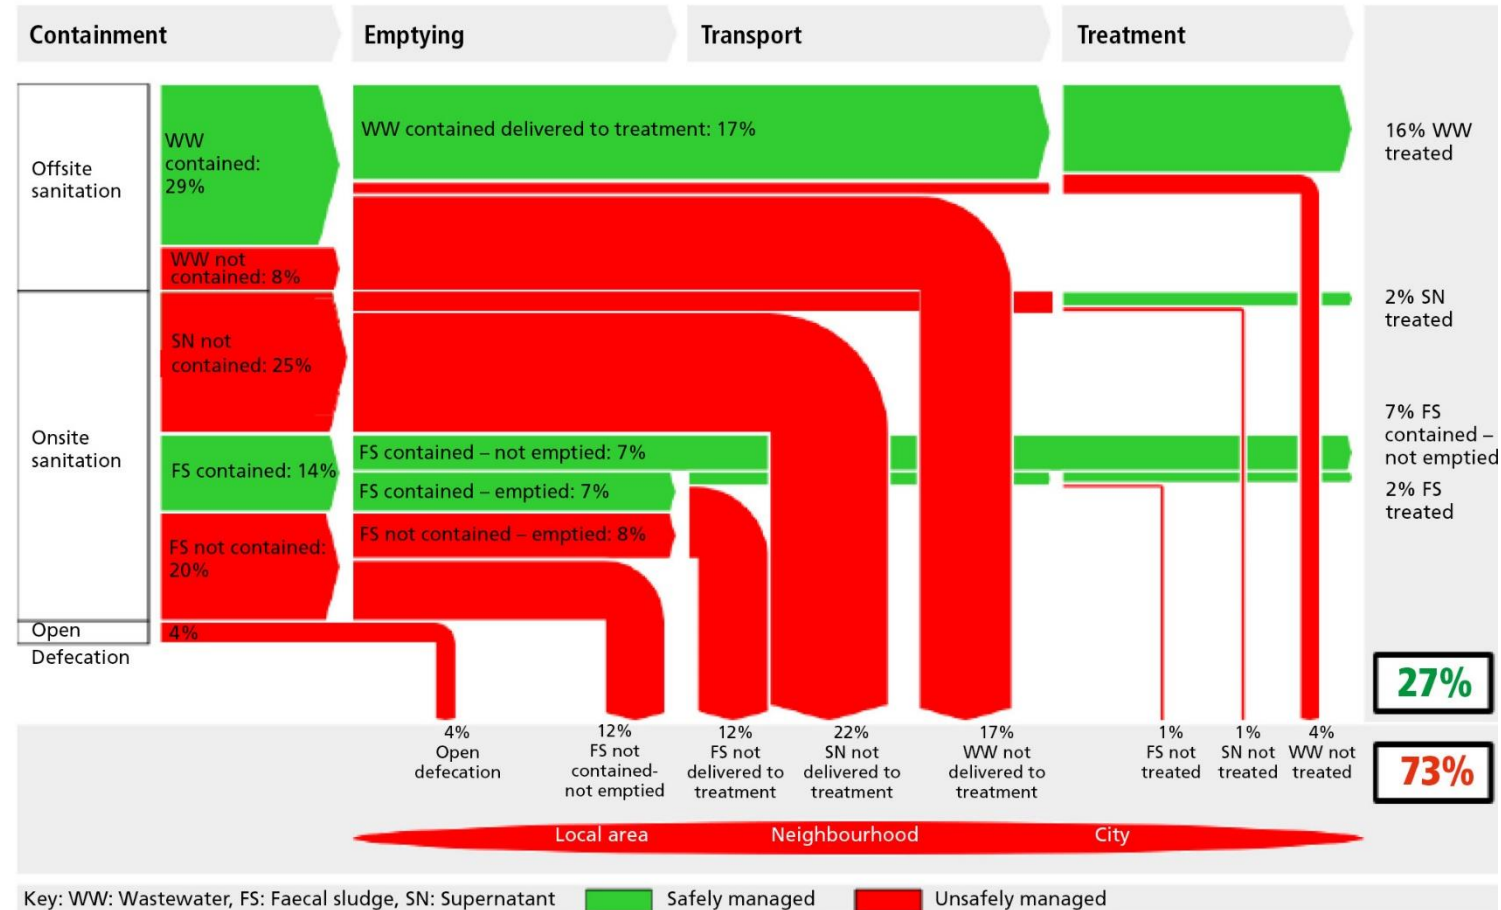 Containment
Emptying
Transport
Treatment
Offsite
sanitation
WW
contained:
29%
WW contained delivered to treatment: 17%
16% WW
treated
WW not
contained: 8%
2% SN
treated
Onsite
sanitation
SN not
contained: 25%
FS contained: 14%
FS contained – not emptied: 7%
7% FS
contained –
not emptied
FS contained – emptied: 7%
2% FS
treated
FS not contained:
20%
FS not contained – emptied: 8%
Open
Defecation
4%
27%
4%
Open
defecation
12%
FS not
contained-
not emptied
12%
FS not
delivered to
treatment
22%
SN not
delivered to
treatment
17%
WW not
delivered to
treatment
1%
FS not
treated
1%
SN not
treated
4%
WW not
treated
73%
Local area
Neighbourhood
City
Key: WW: Wastewater, FS: Faecal sludge, SN: Supernatant
Safely managed
Unsafely managed